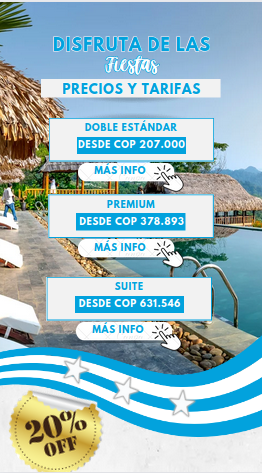 DISFRUTA DE LAS
Fiestas
PRECIOS Y TARIFAS
DOBLE ESTÁNDAR
DESDE COP 207.000
MÁS INFO
PREMIUM
DESDE COP 378.893
MÁS INFO
SUITE
DESDE COP 631.546
MÁS INFO
20%
OFF